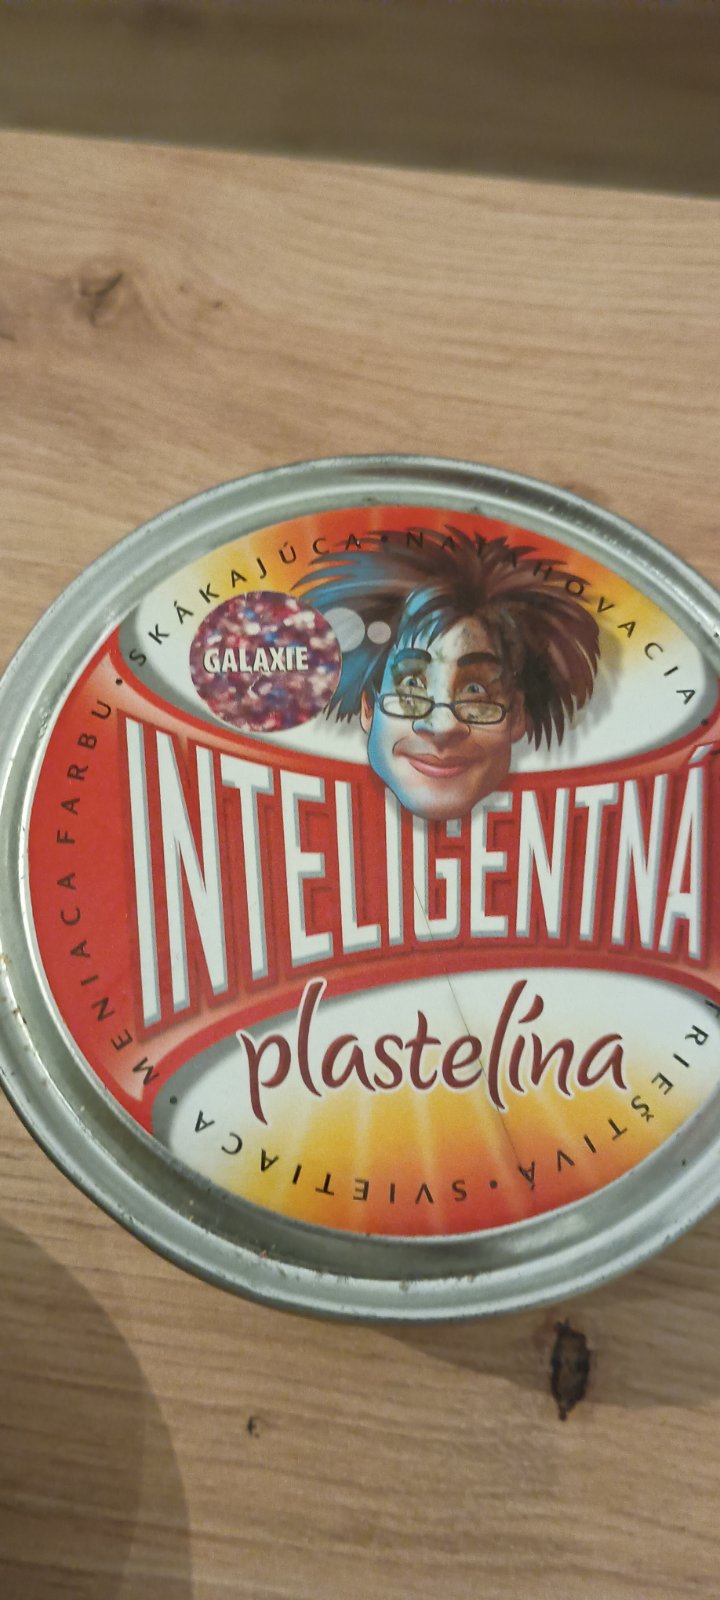 SKÁKAJÚCA • NAŤAHOVACIA •
GALAXIE
INTELIGENTNÁ
plastelína
TRIEŠTIVÁ • SVIETIACA • MENIACA FARBU •